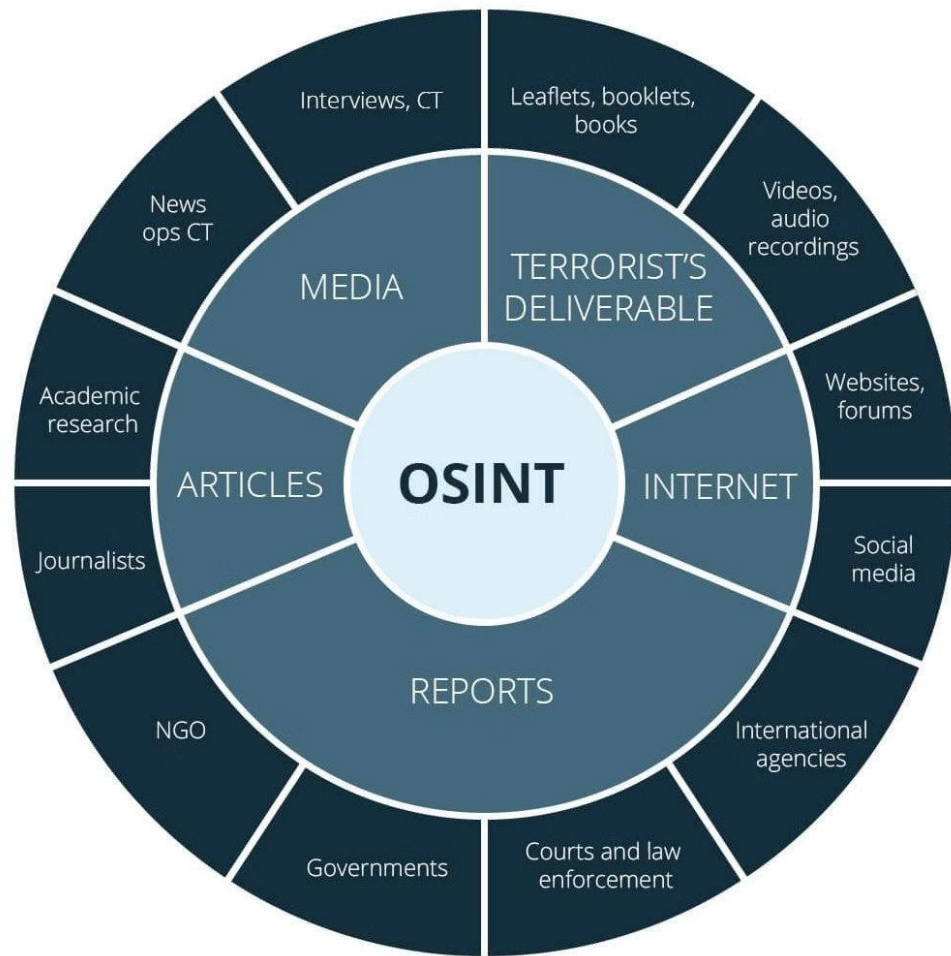 Interviews, CT
Leaflets, booklets,
books
News
ops CT
Videos,
audio
recordings
MEDIA
TERRORIST'S
DELIVERABLE
Academic
research
Websites,
forums
ARTICLES
OSINT
INTERNET
Journalists
Social
media
REPORTS
NGO
International
agencies
Governments
Courts and law
enforcement